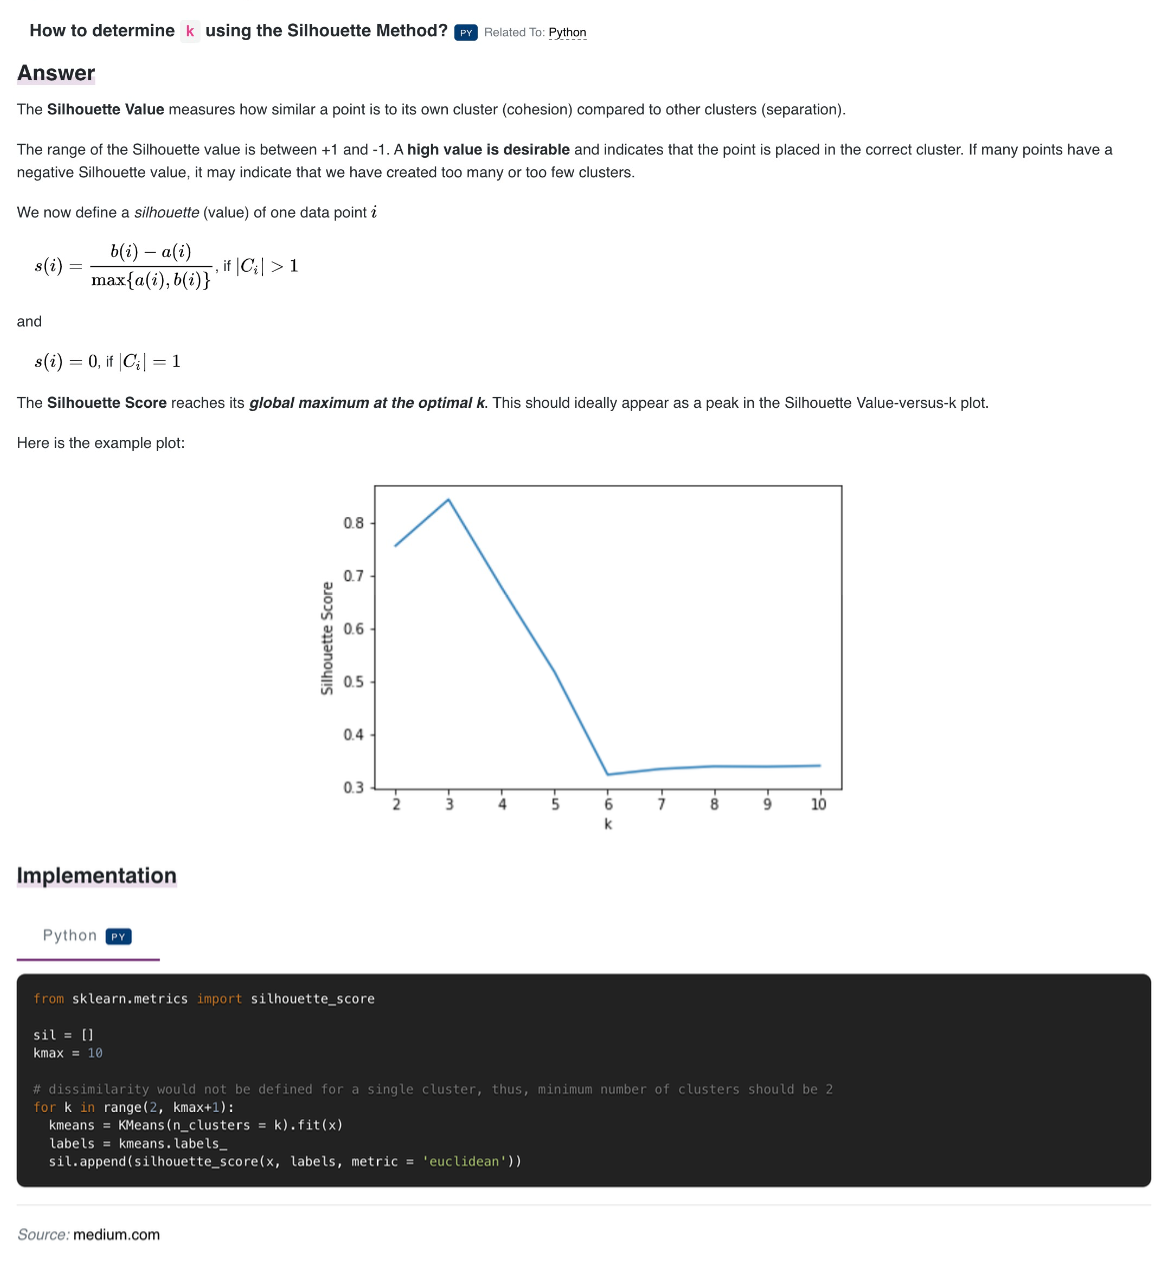 How to determine k using the Silhouette Method? PY Related To: Python
Answer
The Silhouette Value measures how similar a point is to its own cluster (cohesion) compared to other clusters (separation).
The range of the Silhouette value is between +1 and -1. A high value is desirable and indicates that the point is placed in the correct cluster. If many points have a
negative Silhouette value, it may indicate that we have created too many or too few clusters.
We now define a silhouette (value) of one data point i
s(i) = b(i) − a(i) / max{a(i), b(i)}, if |C_i| > 1
and
s(i) = 0, if |C_i| = 1
The Silhouette Score reaches its global maximum at the optimal k. This should ideally appear as a peak in the Silhouette Value-versus-k plot.
Here is the example plot:
Silhouette Score
0.8
0.7
0.6
0.5
0.4
0.3
2 3 4 5 6 7 8 9 10
k
Implementation
Python PY
from sklearn.metrics import silhouette_score
sil = []
kmax = 10
# dissimilarity would not be defined for a single cluster, thus, minimum number of clusters should be 2
for k in range(2, kmax+1):
  kmeans = KMeans(n_clusters = k).fit(x)
  labels = kmeans.labels_
  sil.append(silhouette_score(x, labels, metric = 'euclidean'))
Source: medium.com